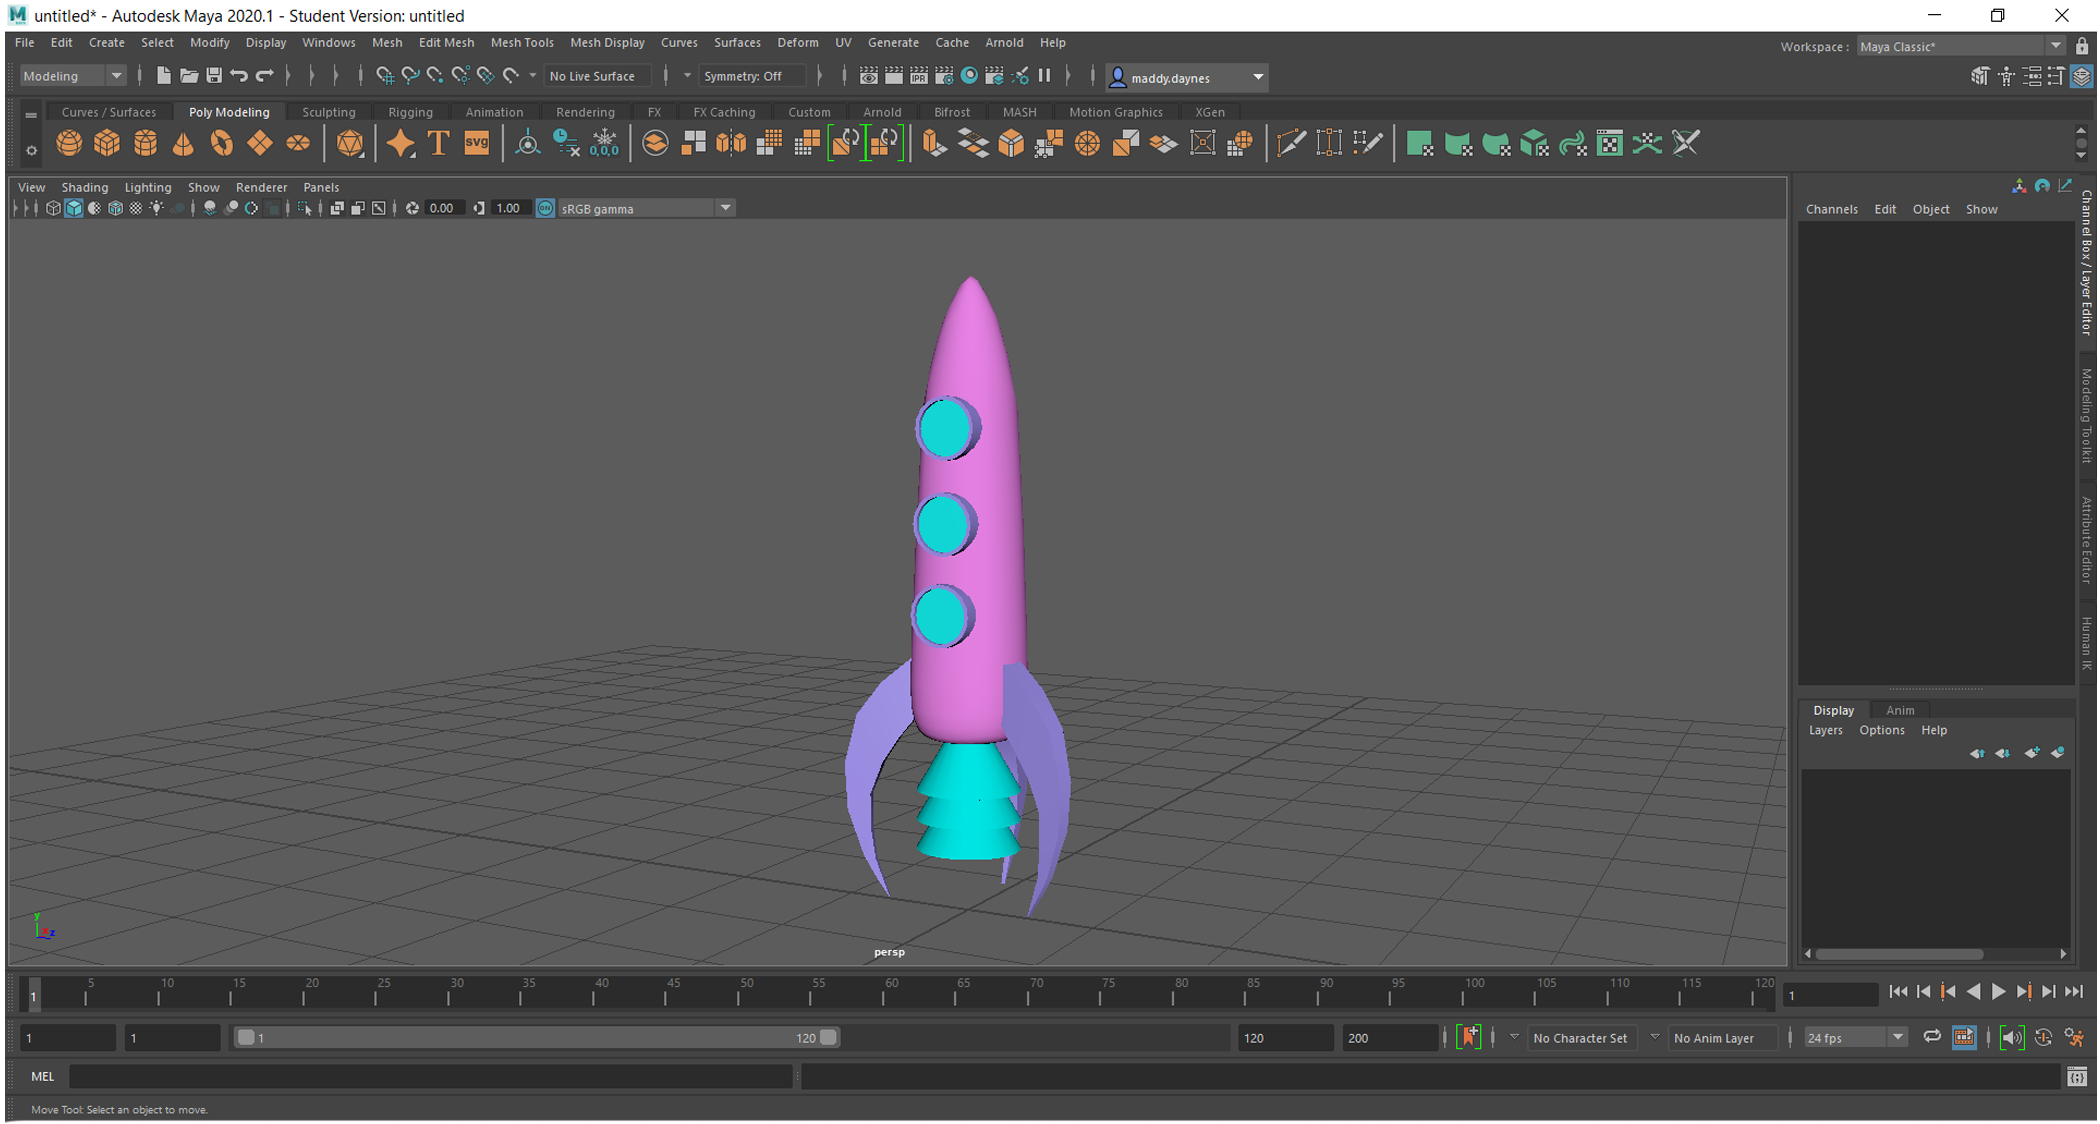 untitled* - Autodesk Maya 2020.1 - Student Version: untitled
File Edit Create Select Modify Display Windows Mesh Edit Mesh Mesh Tools Mesh Display Curves Surfaces Deform UV Generate Cache Arnold Help
Workspace : Maya Classic*
Modeling No Live Surface Symmetry: Off IPR maddy.daynes
Curves / Surfaces Poly Modeling Sculpting Rigging Animation Rendering FX FX Caching Custom Arnold Bifrost MASH Motion Graphics XGen
T svg 0,0,0
View Shading Lighting Show Renderer Panels
0.00 1.00 ON sRGB gamma
Channels Edit Object Show
Channel Box / Layer Editor
Modeling Toolkit
Attribute Editor
Human IK
Display Anim
Layers Options Help
y
x z
persp
1 5 10 15 20 25 30 35 40 45 50 55 60 65 70 75 80 85 90 95 100 105 110 115 120 1
1 1 1 120 120 200 No Character Set No Anim Layer 24 fps
MEL
Move Tool: Select an object to move.